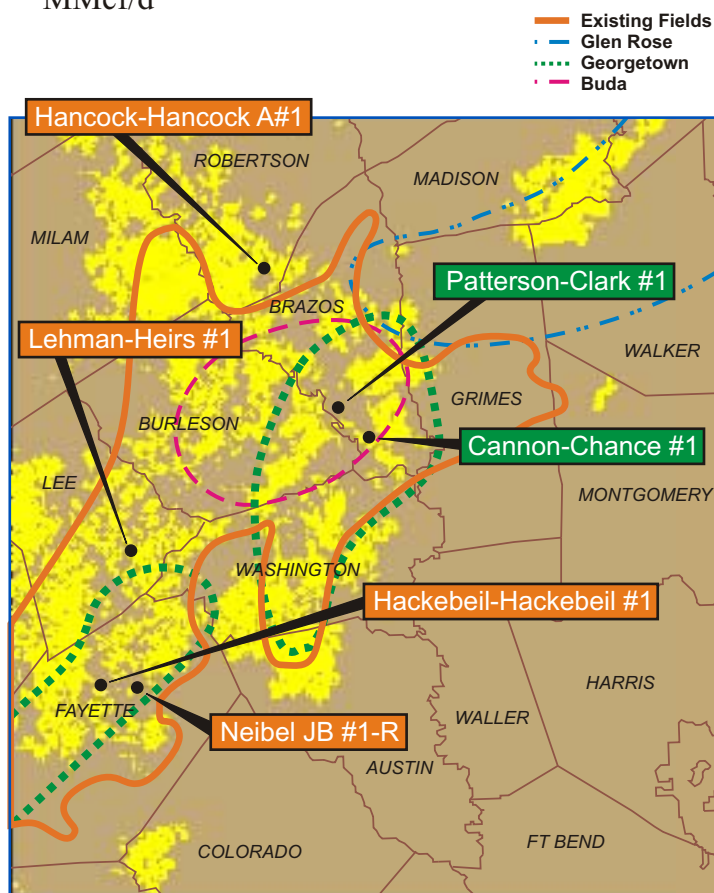 MMcf/d
Existing Fields
Glen Rose
Georgetown
Buda
Hancock-Hancock A#1
ROBERTSON
MADISON
MILAM
Patterson-Clark #1
BRAZOS
Lehman-Heirs #1
WALKER
GRIMES
BURLESON
Cannon-Chance #1
LEE
MONTGOMERY
WASHINGTON
Hackebeil-Hackebeil #1
HARRIS
FAYETTE
WALLER
Neibel JB #1-R
AUSTIN
FT BEND
COLORADO